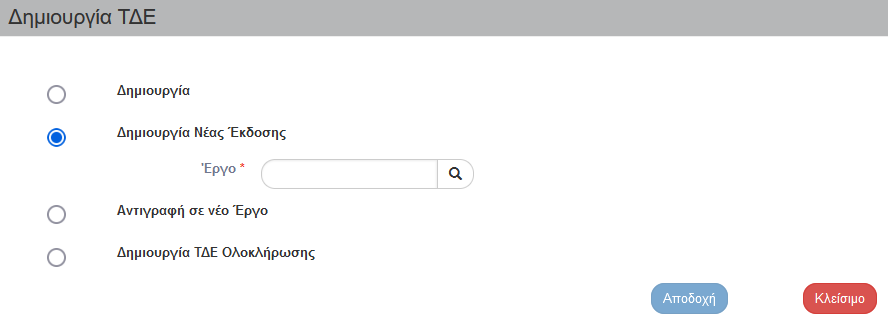 Δημιουργία ΤΔΕ
Δημιουργία
Δημιουργία Νέας Έκδοσης
Έργο *
Αντιγραφή σε νέο Έργο
Δημιουργία ΤΔΕ Ολοκλήρωσης
Αποδοχή Κλείσιμο